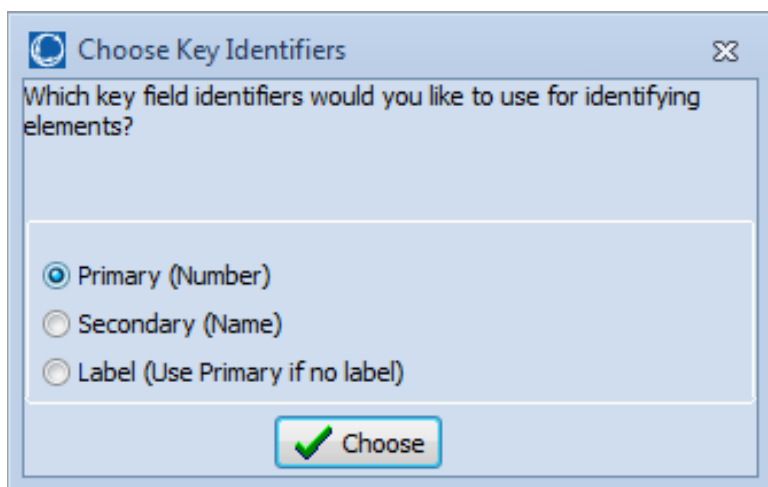 Choose Key Identifiers
Which key field identifiers would you like to use for identifying
elements?
Primary (Number)
Secondary (Name)
Label (Use Primary if no label)
Choose